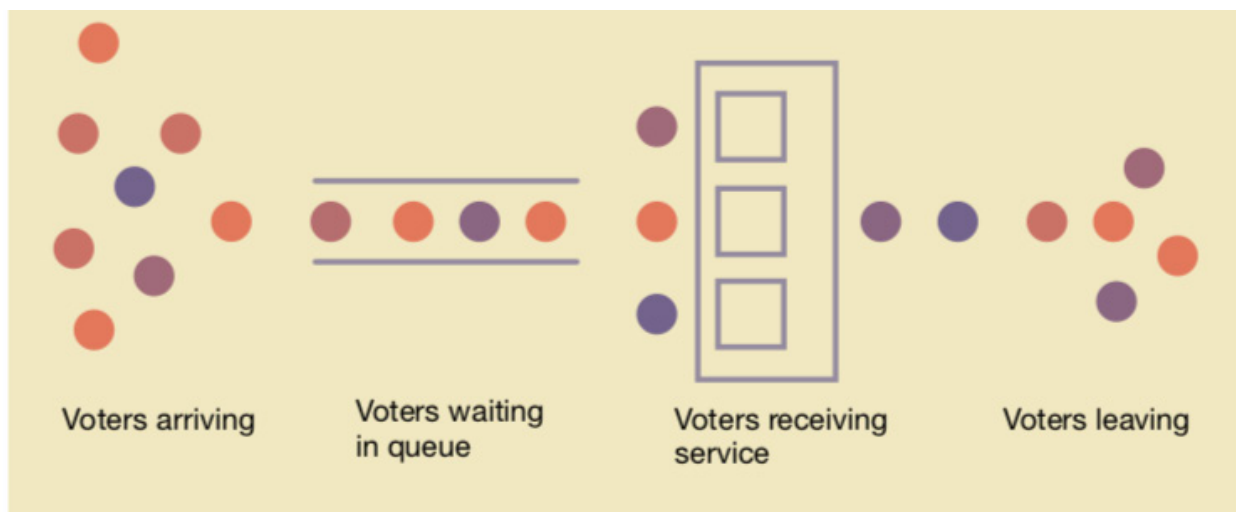 Voters arriving
Voters waiting
in queue
Voters receiving
service
Voters leaving